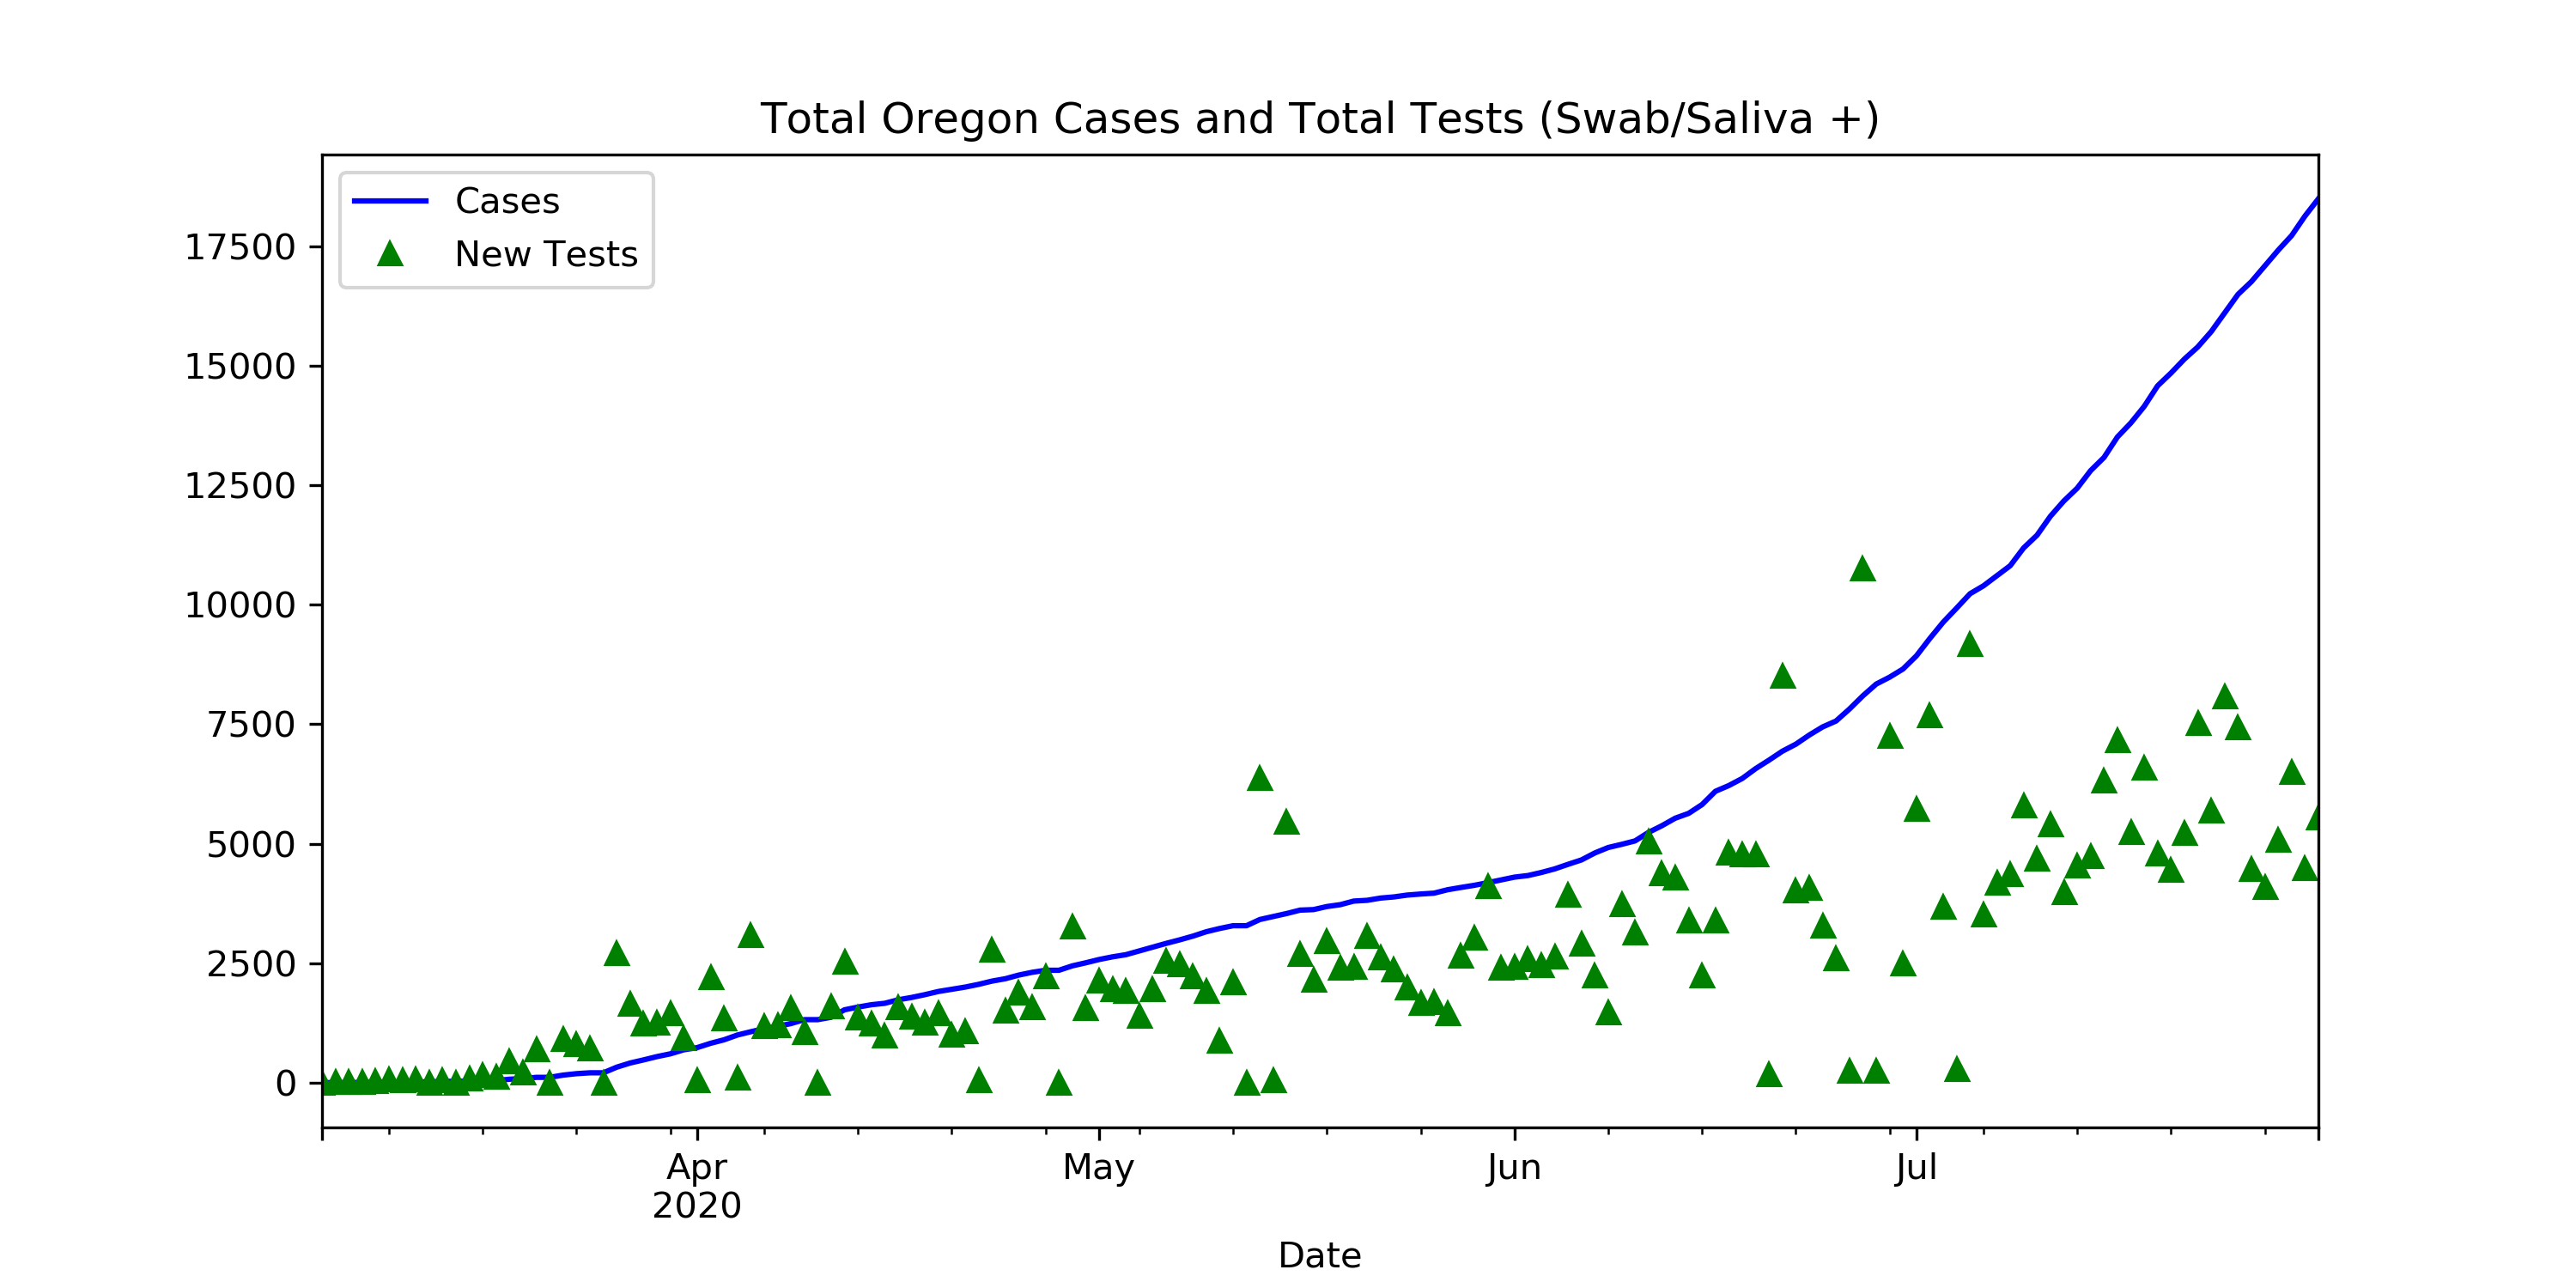 Total Oregon Cases and Total Tests (Swab/Saliva +)
Cases
New Tests
17500
15000
12500
10000
7500
5000
2500
0
Apr
2020
May
Jun
Jul
Date